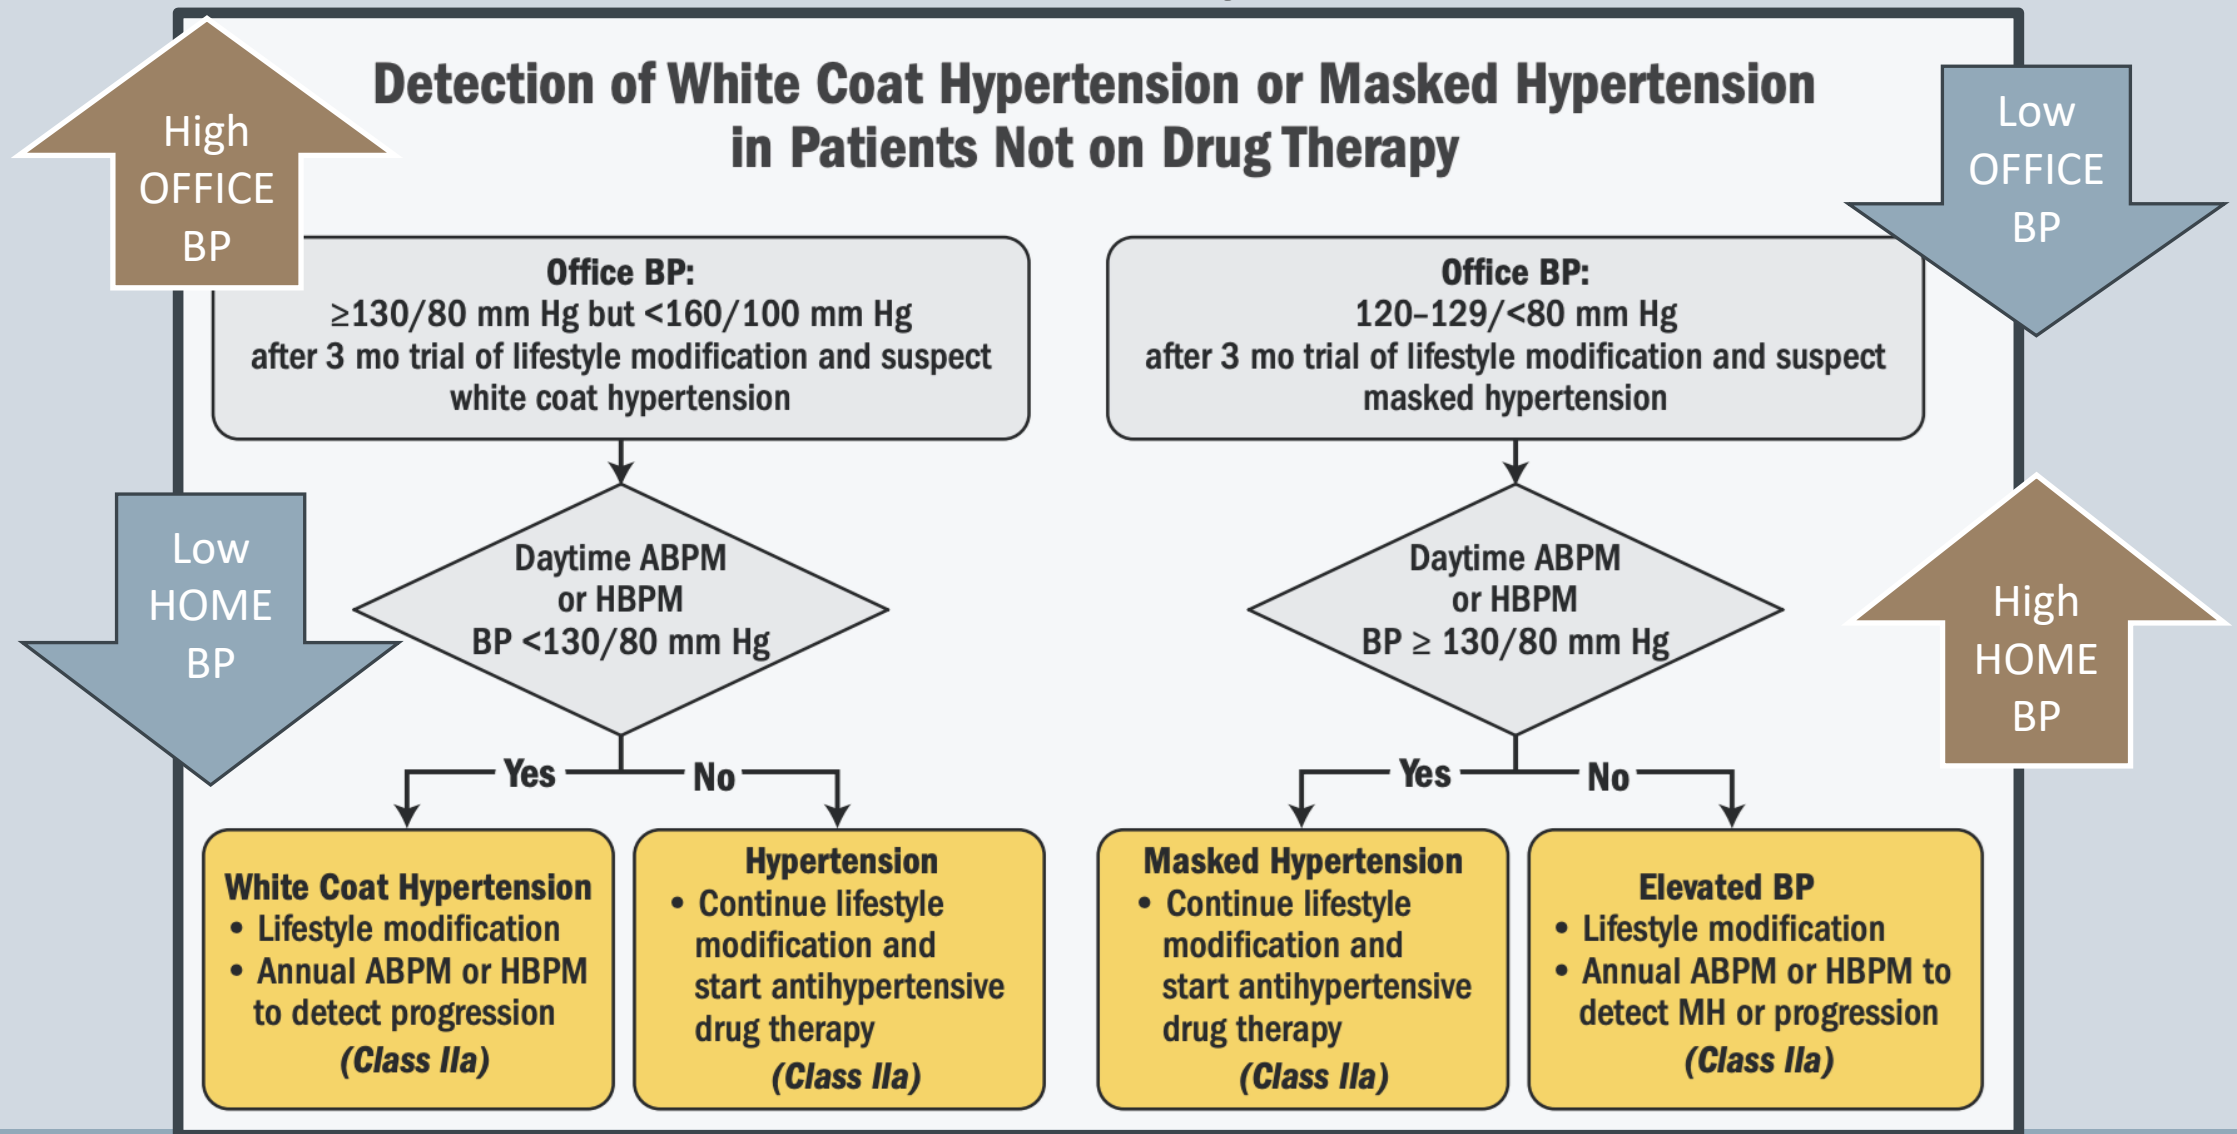 Detection of White Coat Hypertension or Masked Hypertension
in Patients Not on Drug Therapy
High
OFFICE
BP
Low
OFFICE
BP
Office BP:
≥130/80 mm Hg but <160/100 mm Hg
after 3 mo trial of lifestyle modification and suspect
white coat hypertension
Office BP:
120–129/<80 mm Hg
after 3 mo trial of lifestyle modification and suspect
masked hypertension
Low
HOME
BP
Daytime ABPM
or HBPM
BP <130/80 mm Hg
Daytime ABPM
or HBPM
BP ≥ 130/80 mm Hg
High
HOME
BP
Yes
No
Yes
No
White Coat Hypertension
• Lifestyle modification
• Annual ABPM or HBPM
to detect progression
(Class IIa)
Hypertension
• Continue lifestyle
modification and
start antihypertensive
drug therapy
(Class IIa)
Masked Hypertension
• Continue lifestyle
modification and
start antihypertensive
drug therapy
(Class IIa)
Elevated BP
• Lifestyle modification
• Annual ABPM or HBPM to
detect MH or progression
(Class IIa)